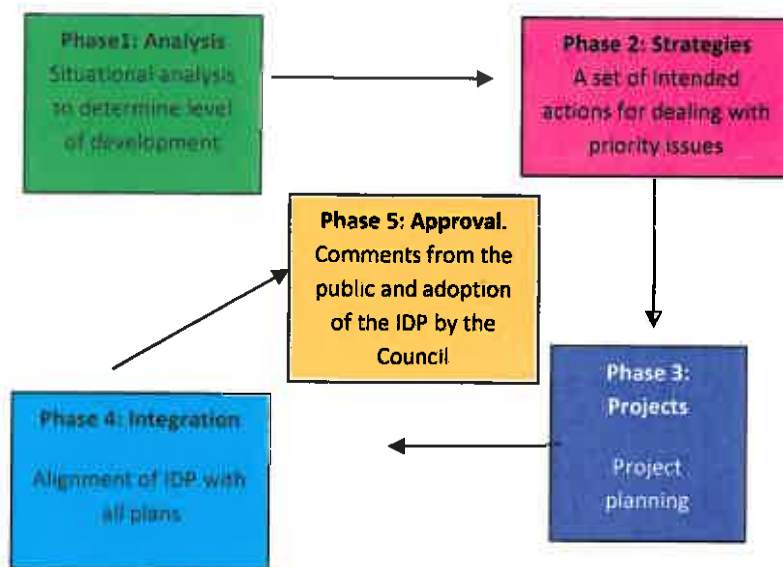 Phase1: Analysis
Situational analysis
to determine level
of development
Phase 2: Strategies
A set of intended
actions for dealing with
priority issues
Phase 5: Approval.
Comments from the
public and adoption
of the IDP by the
Council
Phase 3:
Projects
Project
planning
Phase 4: Integration
Alignment of IDP with
all plans